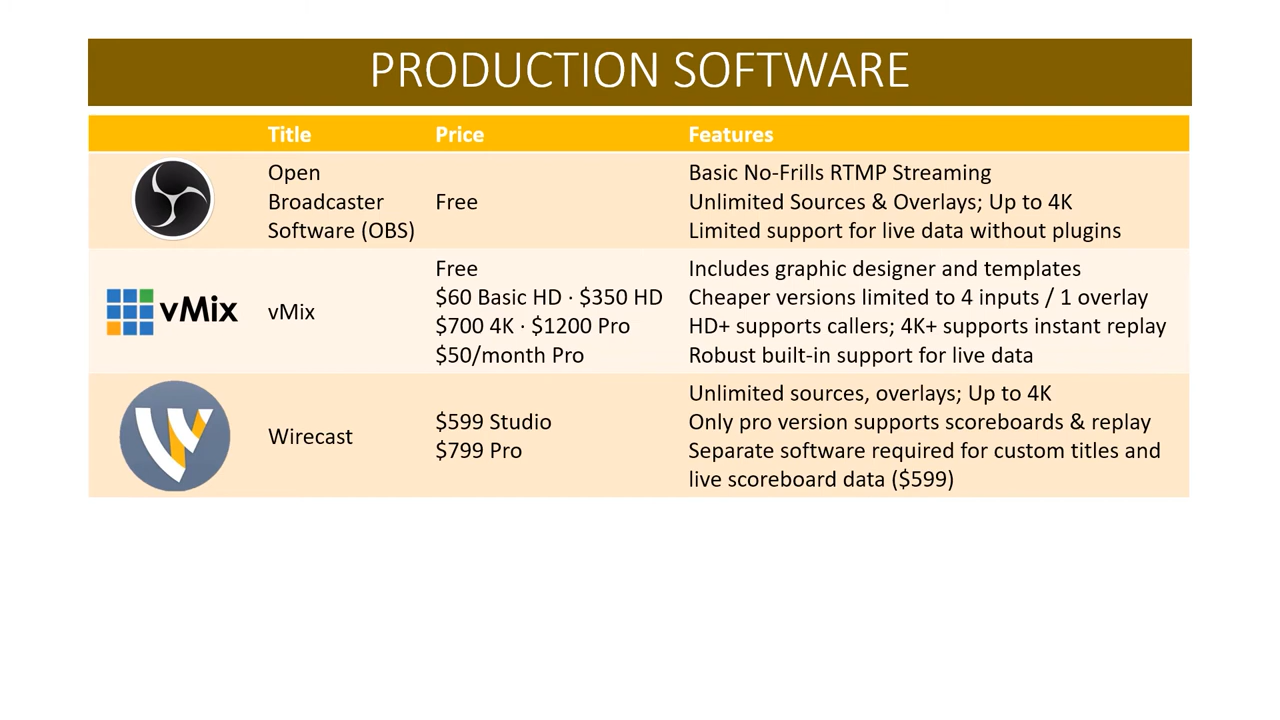 PRODUCTION SOFTWARE
Title Price Features
Open
Broadcaster
Software (OBS)
Free
Basic No-Frills RTMP Streaming
Unlimited Sources & Overlays; Up to 4K
Limited support for live data without plugins
vMix
vMix
Free
$60 Basic HD · $350 HD
$700 4K · $1200 Pro
$50/month Pro
Includes graphic designer and templates
Cheaper versions limited to 4 inputs / 1 overlay
HD+ supports callers; 4K+ supports instant replay
Robust built-in support for live data
Wirecast
$599 Studio
$799 Pro
Unlimited sources, overlays; Up to 4K
Only pro version supports scoreboards & replay
Separate software required for custom titles and
live scoreboard data ($599)